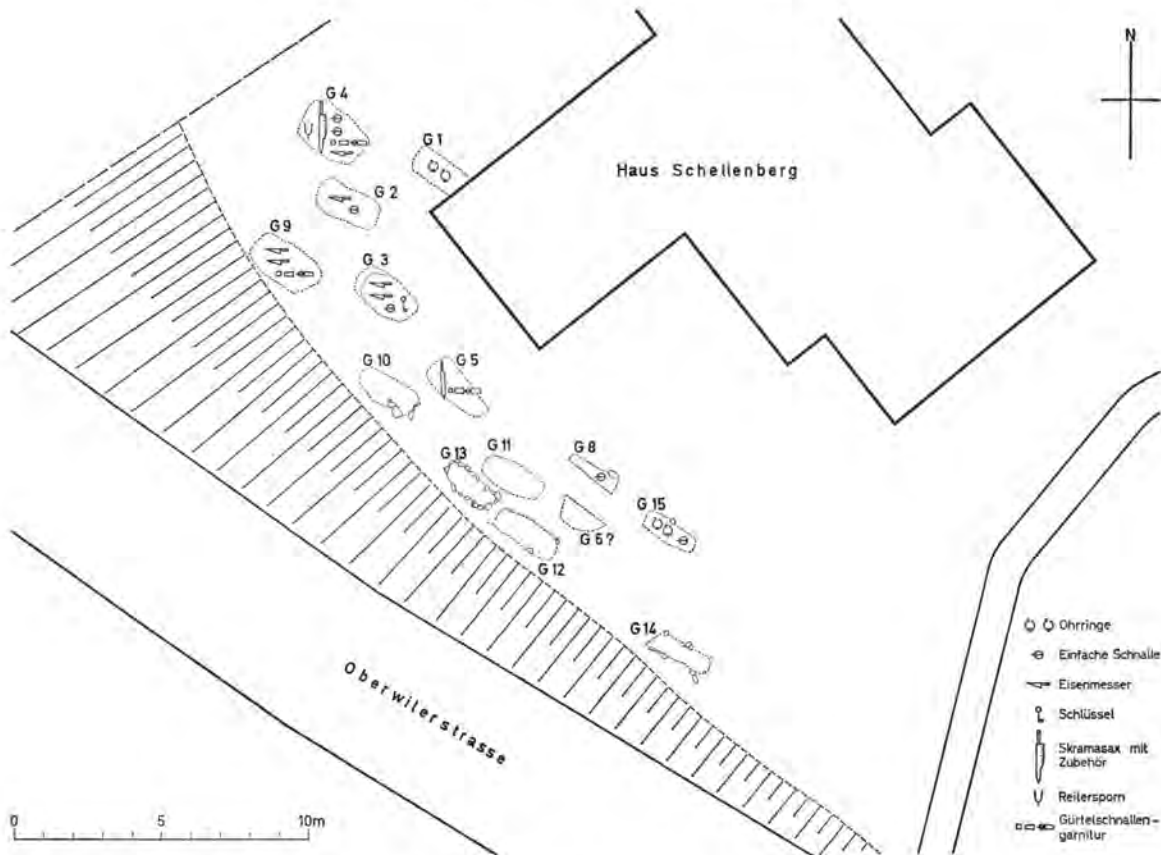 N
G 4
G 1
Haus Schellenberg
G 2
G 9
G 3
G 10
G 5
G 13
G 11
G 8
G 15
G 6?
G 12
G 14
Oberwilerstrasse
Ohrringe
Einfache Schnalle
Eisenmesser
Schlüssel
Skramasax mit
Zubehör
Reitersporn
Gürtelschnallen-
garnitur
0 5 10m